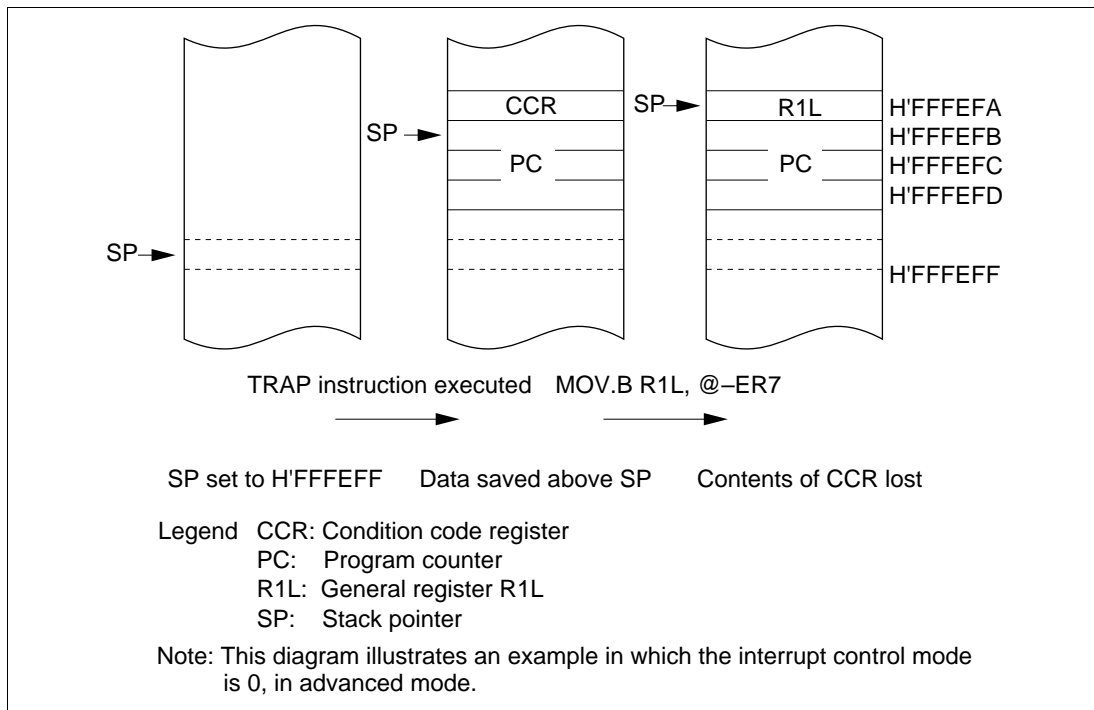 SP CCR SP R1L H'FFFEFA
SP H'FFFEFB
PC PC H'FFFEFC
H'FFFEFD
SP
H'FFFEFF
TRAP instruction executed MOV.B R1L, @–ER7
SP set to H'FFFEFF Data saved above SP Contents of CCR lost
Legend CCR: Condition code register
PC: Program counter
R1L: General register R1L
SP: Stack pointer
Note: This diagram illustrates an example in which the interrupt control mode
is 0, in advanced mode.